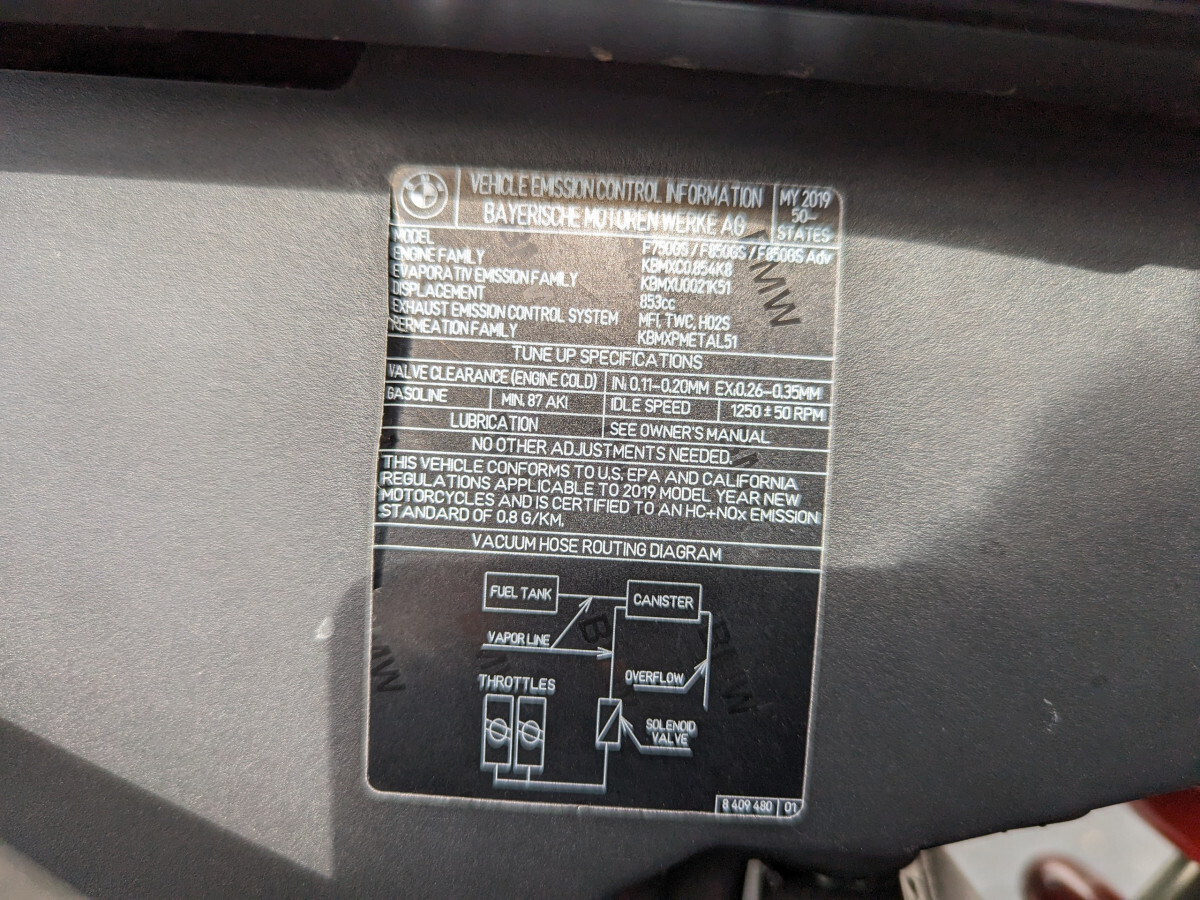 VEHICLE EMISSION CONTROL INFORMATION
BAYERISCHE MOTOREN WERKE AG
MY 2019
50-
STATES
MODEL F750GS / F850GS / F850GS Adv
ENGINE FAMILY KBMXC0.854K8
EVAPORATIV EMISSION FAMILY KBMXU0021K51
DISPLACEMENT 853cc
EXHAUST EMISSION CONTROL SYSTEM MFI, TWC, HO2S
PERMEATION FAMILY KBMXPMETAL51
TUNE UP SPECIFICATIONS
VALVE CLEARANCE (ENGINE COLD) IN: 0.11-0.20MM EX:0.26-0.35MM
GASOLINE MIN. 87 AKI IDLE SPEED 1250 ± 50 RPM
LUBRICATION SEE OWNER'S MANUAL
NO OTHER ADJUSTMENTS NEEDED.
THIS VEHICLE CONFORMS TO U.S. EPA AND CALIFORNIA
REGULATIONS APPLICABLE TO 2019 MODEL YEAR NEW
MOTORCYCLES AND IS CERTIFIED TO AN HC+NOx EMISSION
STANDARD OF 0.8 G/KM.
VACUUM HOSE ROUTING DIAGRAM
FUEL TANK
CANISTER
VAPOR LINE
OVERFLOW
THROTTLES
SOLENOID
VALVE
8 409 480 01
BMW
BMW